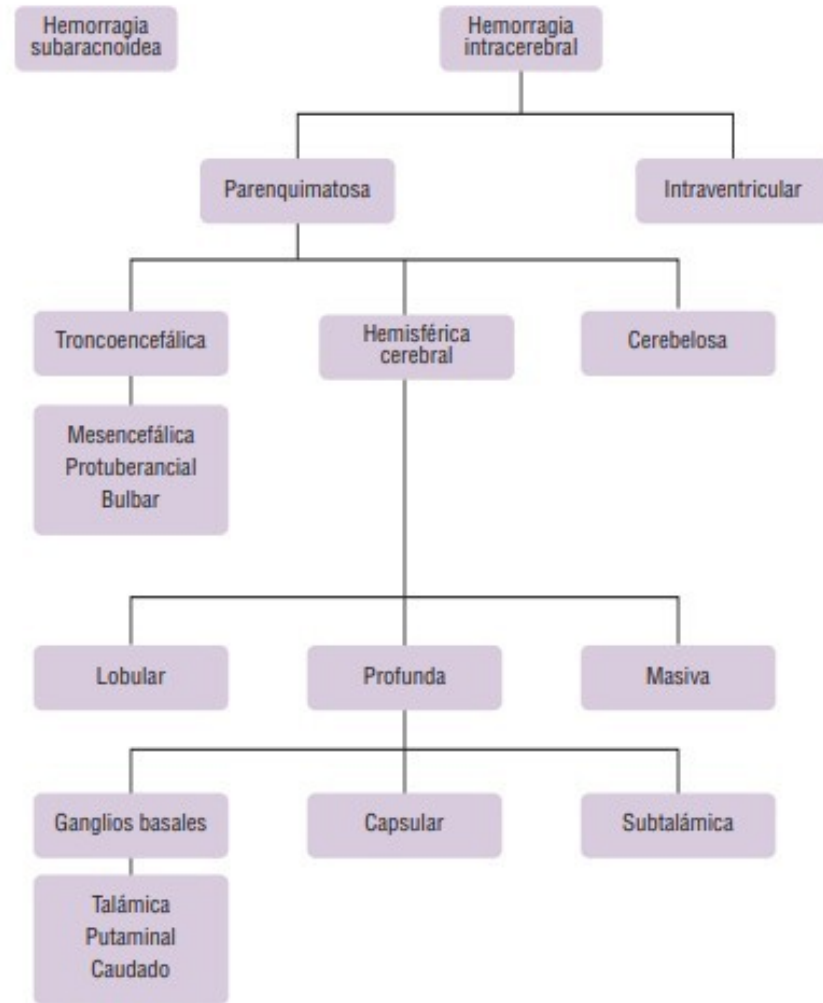 Hemorragia
subaracnoidea
Hemorragia
intracerebral
Parenquimatosa
Intraventricular
Troncoencefálica
Hemisférica
cerebral
Cerebelosa
Mesencefálica
Protuberancial
Bulbar
Lobular
Profunda
Masiva
Ganglios basales
Capsular
Subtalámica
Talámica
Putaminal
Caudado